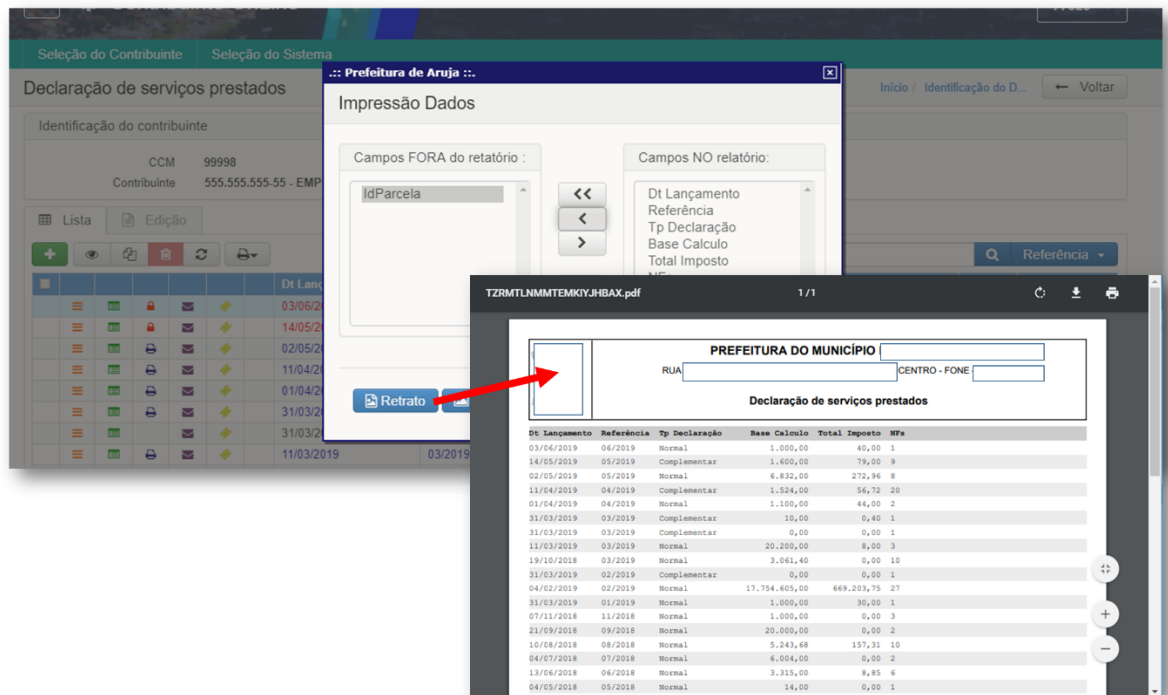 Seleção do Contribuinte Seleção do Sistema
Declaração de serviços prestados
Início / Identificação do D... ← Voltar
Identificação do contribuinte
CCM 99998
Contribuinte 555.555.555-55 - EMP
Lista Edição
Referência
Dt Lanç
03/06/2
14/05/2
02/05/2
11/04/20
01/04/2
31/03/2
31/03/2
11/03/2019 03/2019
.:: Prefeitura de Aruja ::.
Impressão Dados
Campos FORA do retatório :
IdParcela
<<
<
>
Campos NO relatório:
Dt Lançamento
Referência
Tp Declaração
Base Calculo
Total Imposto
Retrato
TZRMTLNMMTEMKIYJHBAX.pdf 1 / 1
PREFEITURA DO MUNICÍPIO
RUA CENTRO - FONE
Declaração de serviços prestados
Dt Lançamento Referência Tp Declaração Base Calculo Total Imposto NFs
03/06/2019 06/2019 Normal 1.000,00 40,00 1
14/05/2019 05/2019 Complementar 1.600,00 79,00 9
02/05/2019 05/2019 Normal 6.832,00 272,96 8
11/04/2019 04/2019 Complementar 1.524,00 56,72 20
01/04/2019 04/2019 Normal 1.100,00 44,00 2
31/03/2019 03/2019 Complementar 10,00 0,40 1
31/03/2019 03/2019 Complementar 0,00 0,00 1
11/03/2019 03/2019 Normal 20.200,00 8,00 3
19/10/2018 03/2019 Normal 3.061,40 0,00 10
31/03/2019 02/2019 Complementar 0,00 0,00 1
04/02/2019 02/2019 Normal 17.754.605,00 669.203,75 27
31/03/2019 01/2019 Normal 1.000,00 30,00 1
07/11/2018 11/2018 Normal 1.000,00 0,00 3
21/09/2018 09/2018 Normal 20.000,00 0,00 2
10/08/2018 08/2018 Normal 5.243,68 157,31 10
04/07/2018 07/2018 Normal 6.004,00 0,00 2
13/06/2018 06/2018 Normal 3.315,00 8,85 6
04/05/2018 05/2018 Normal 14,00 0,00 1